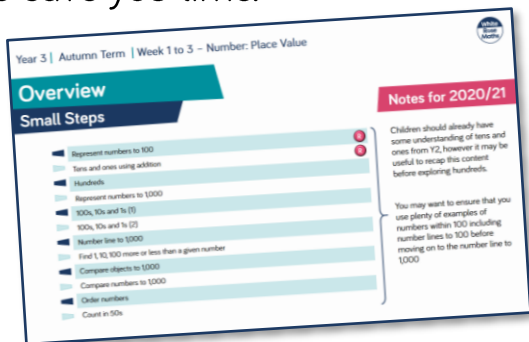 to save you time.
Year 3 | Autumn Term | Week 1 to 3 – Number: Place Value
White
Rose
Maths
Overview
Small Steps
Represent numbers to 100
Tens and ones using addition
Hundreds
Represent numbers to 1,000
100s, 10s and 1s (1)
100s, 10s and 1s (2)
Number line to 1,000
Find 1, 10, 100 more or less than a given number
Compare objects to 1,000
Compare numbers to 1,000
Order numbers
Count in 50s
R
R
Notes for 2020/21
Children should already have
some understanding of tens and
ones from Y2, however it may be
useful to recap this content
before exploring hundreds.
You may want to ensure that you
use plenty of examples of
numbers within 100 including
number lines to 100 before
moving on to the number line to
1,000